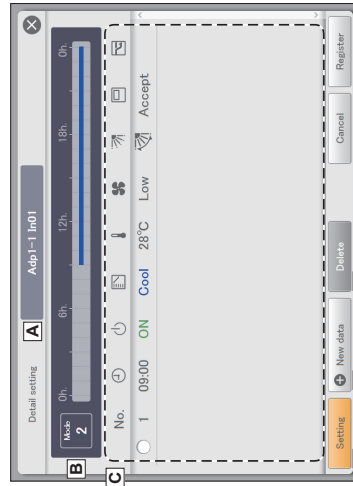 Detail setting
Adp1-1 In01
A
B
Mode
2
0h. 6h. 12h. 18h. 0h.
C
No.
1 09:00 ON Cool 28°C Low Accept
Setting
New data
Delete
Cancel
Register